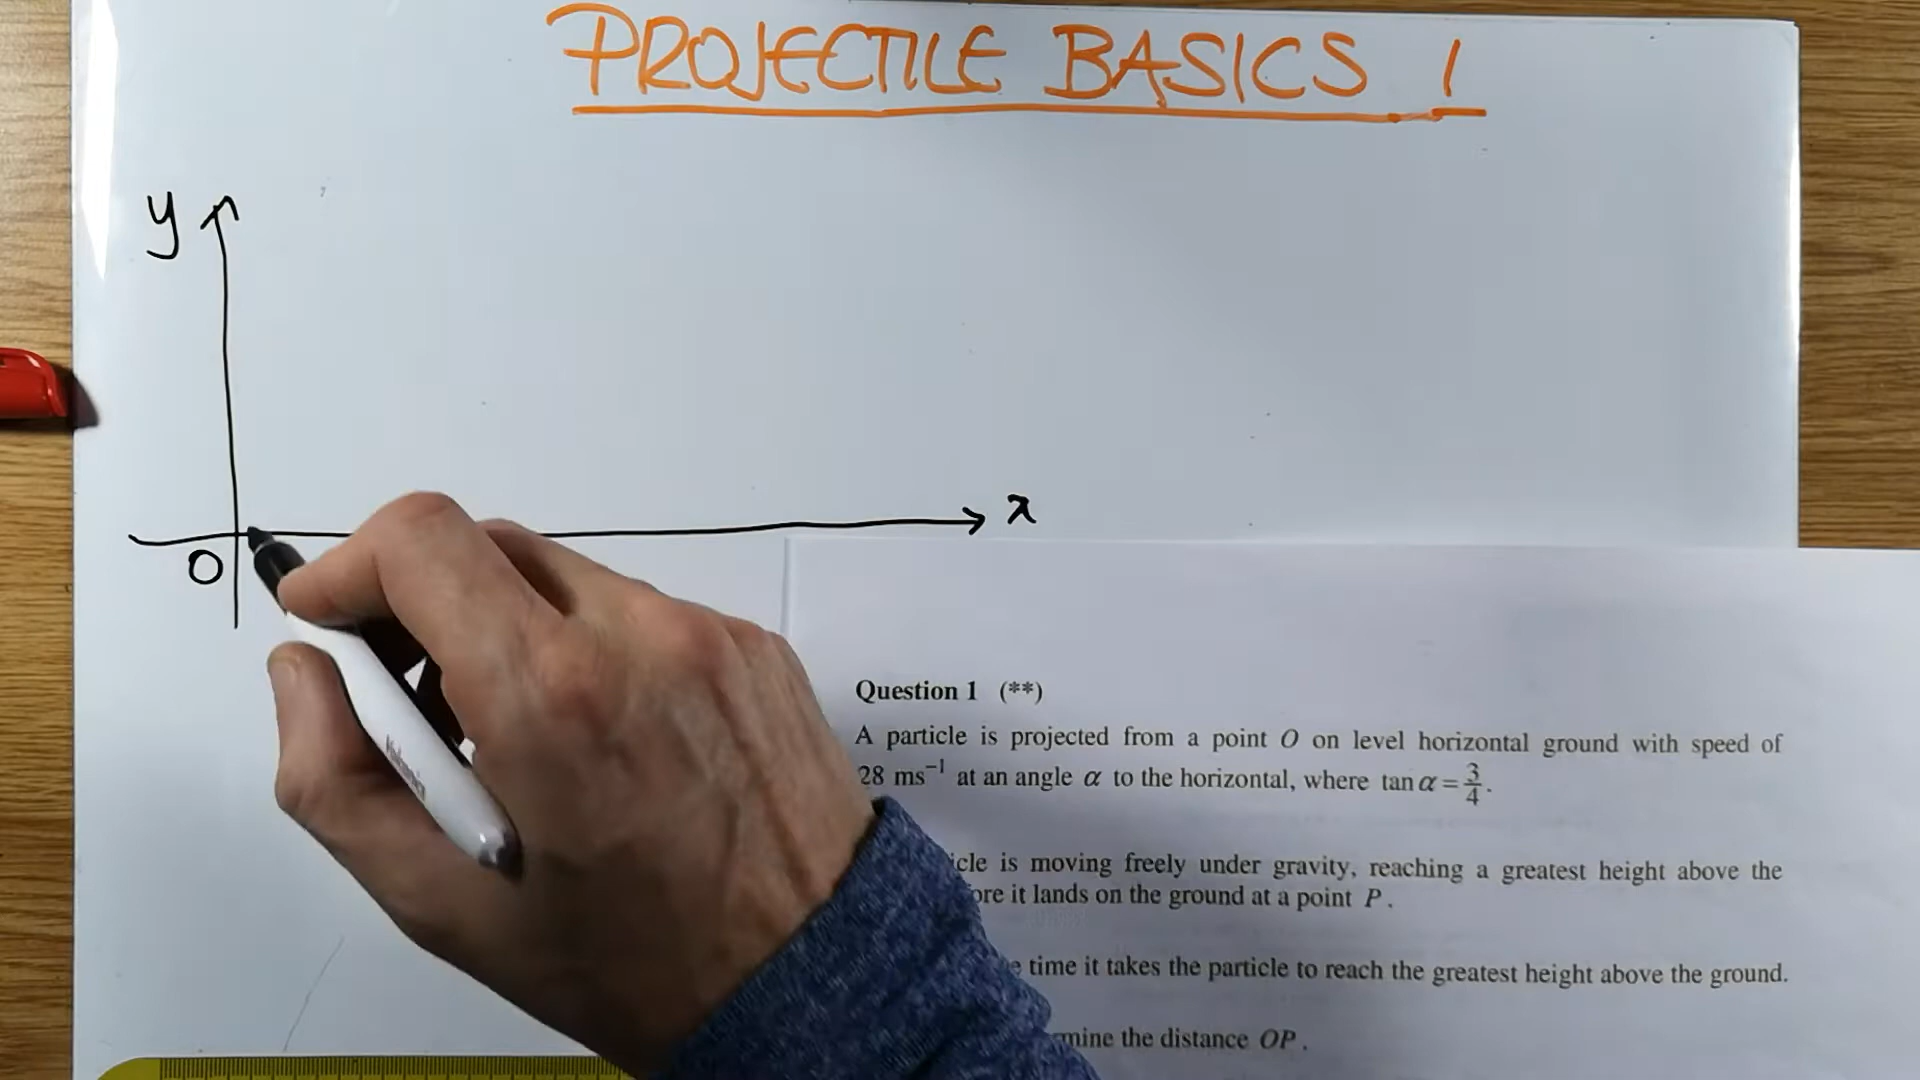 PROJECTILE BASICS 1
y
x
O
Question 1 (**)
A particle is projected from a point O on level horizontal ground with speed of
28 ms⁻¹ at an angle α to the horizontal, where tan α = 3/4.
is moving freely under gravity, reaching a greatest height above the
it lands on the ground at a point P.
time it takes the particle to reach the greatest height above the ground.
the distance OP.